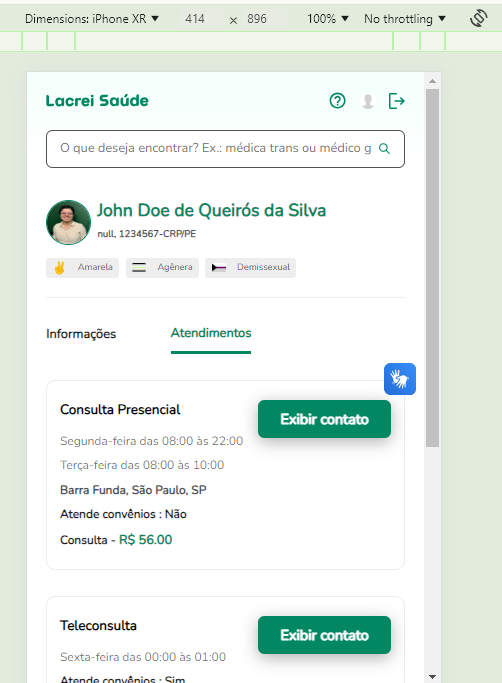 Dimensions: iPhone XR ▼ 414 × 896 100% ▼ No throttling ▼
Lacrei Saúde
O que deseja encontrar? Ex.: médica trans ou médico g
John Doe de Queirós da Silva
null, 1234567-CRP/PE
Amarela Agênera Demissexual
Informações Atendimentos
Consulta Presencial
Exibir contato
Segunda-feira das 08:00 às 22:00
Terça-feira das 08:00 às 10:00
Barra Funda, São Paulo, SP
Atende convênios : Não
Consulta - R$ 56.00
Teleconsulta
Exibir contato
Sexta-feira das 00:00 às 01:00
Atende convênios : Sim